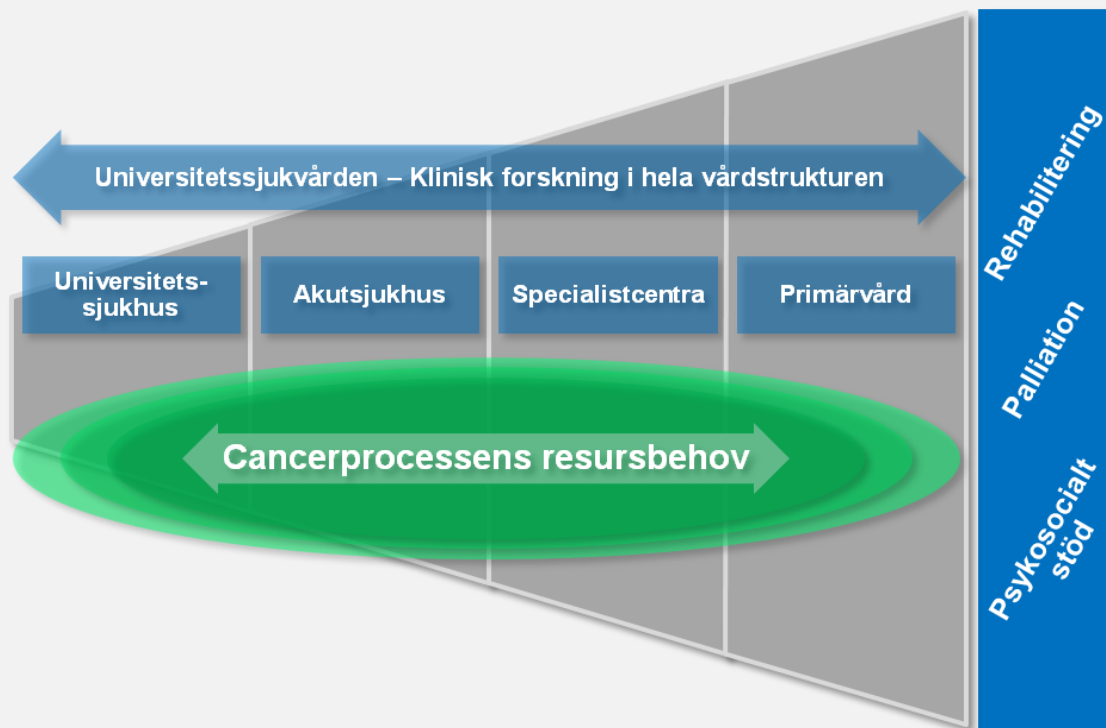 Universitetssjukvården – Klinisk forskning i hela vårdstrukturen
Universitets-
sjukhus
Akutsjukhus
Specialistcentra
Primärvård
Cancerprocessens resursbehov
Rehabilitering
Palliation
Psykosocialt
stöd